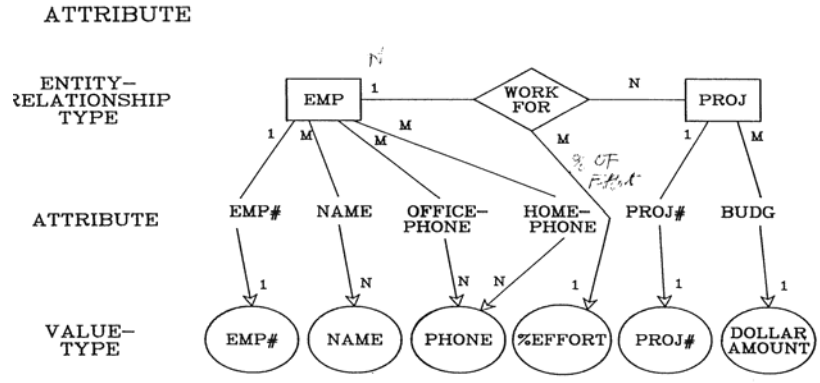 ATTRIBUTE
N
ENTITY-
RELATIONSHIP
TYPE
EMP
1
WORK
FOR
N
PROJ
1
M
M
M
M
1
M
% OF
ATTRIBUTE
EMP#
NAME
OFFICE-
PHONE
HOME-
PHONE
PROJ#
BUDG
1
N
N
N
1
1
1
VALUE-
TYPE
EMP#
NAME
PHONE
%EFFORT
PROJ#
DOLLAR
AMOUNT